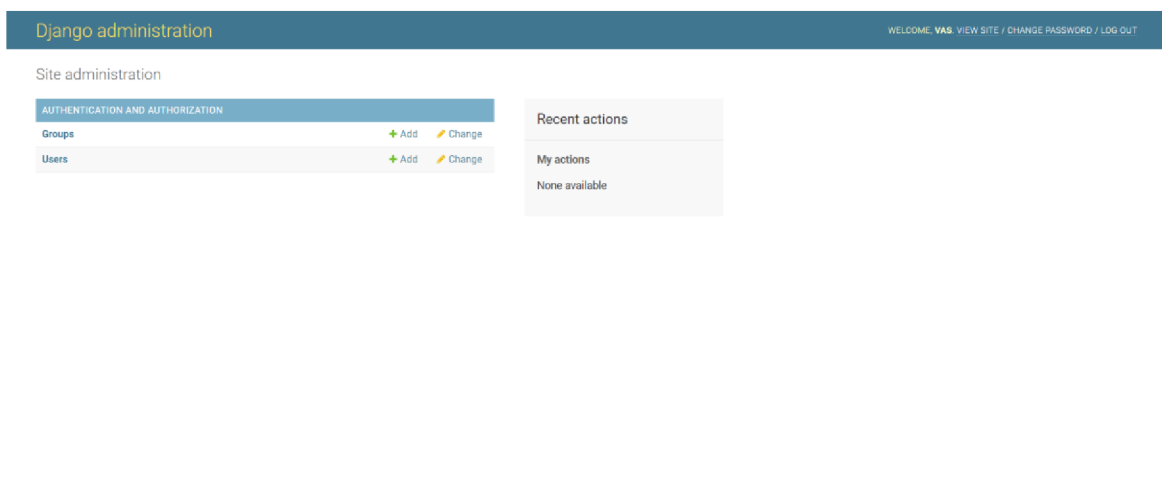 Django administration
WELCOME, VAS. VIEW SITE / CHANGE PASSWORD / LOG OUT
Site administration
AUTHENTICATION AND AUTHORIZATION
Groups + Add Change
Users + Add Change
Recent actions
My actions
None available